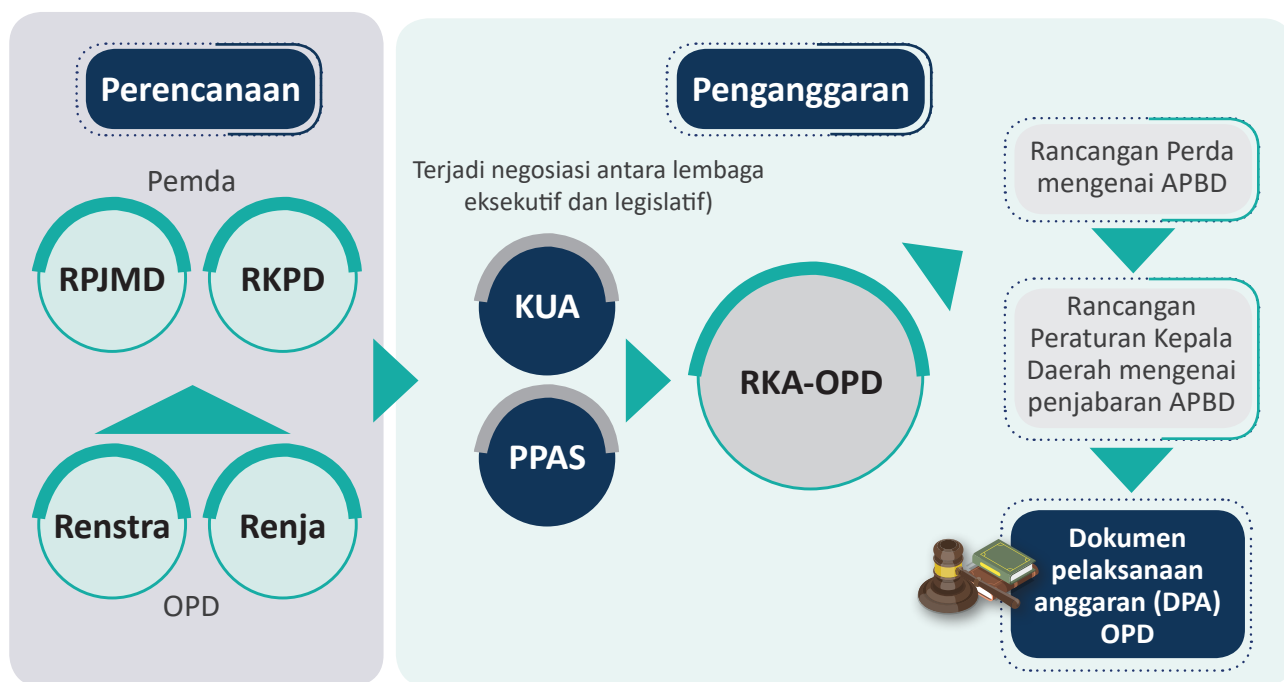 Perencanaan
Pemda
RPJMD
RKPD
Renstra
Renja
OPD
Penganggaran
Terjadi negosiasi antara lembaga
eksekutif dan legislatif)
KUA
PPAS
RKA-OPD
Rancangan Perda
mengenai APBD
Rancangan
Peraturan Kepala
Daerah mengenai
penjabaran APBD
Dokumen
pelaksanaan
anggaran (DPA)
OPD